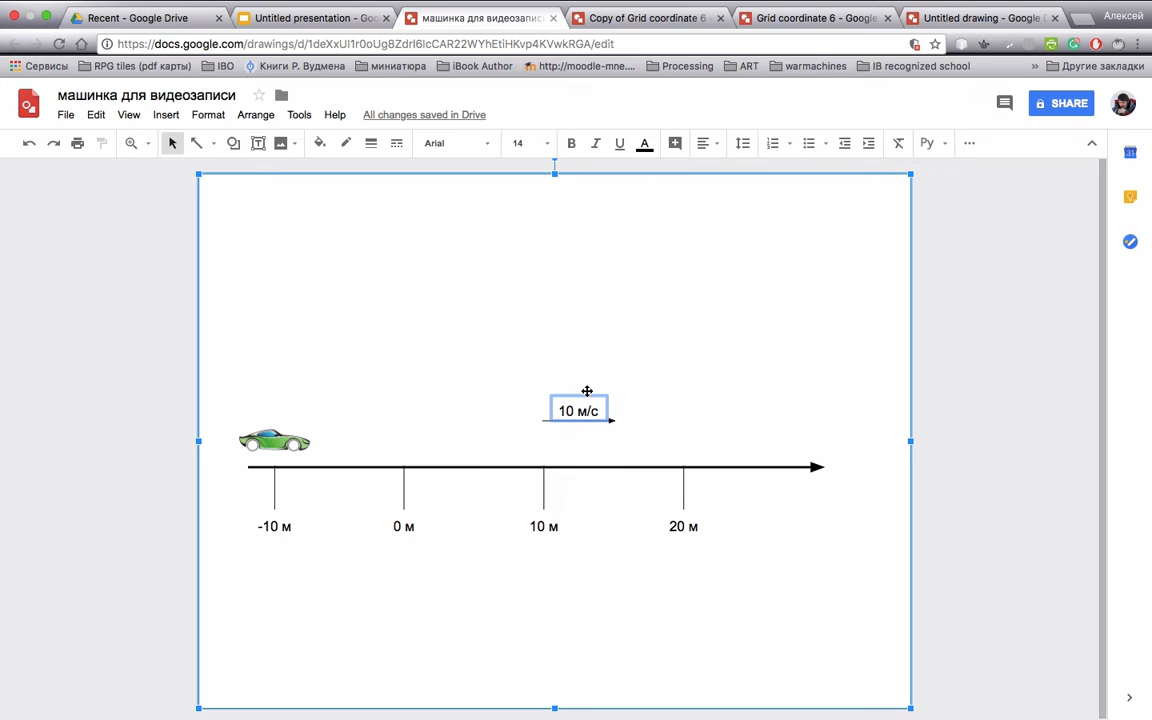 Recent - Google Drive
Untitled presentation - Goo
машинка для видеозаписи
Copy of Grid coordinate 6 -
Grid coordinate 6 - Google
Untitled drawing - Google D
Алексей
https://docs.google.com/drawings/d/1deXxUI1r0oUg8ZdrI6lcCAR22WYhEtiHKvp4KVwkRGA/edit
Сервисы
RPG tiles (pdf карты)
IBO
Книги Р. Вудмена
миниатюра
iBook Author
http://moodle-mne....
Processing
ART
warmachines
IB recognized school
»
Другие закладки
машинка для видеозаписи
SHARE
File Edit View Insert Format Arrange Tools Help All changes saved in Drive
Arial 14 B I U A Py
31
10 м/с
-10 м 0 м 10 м 20 м